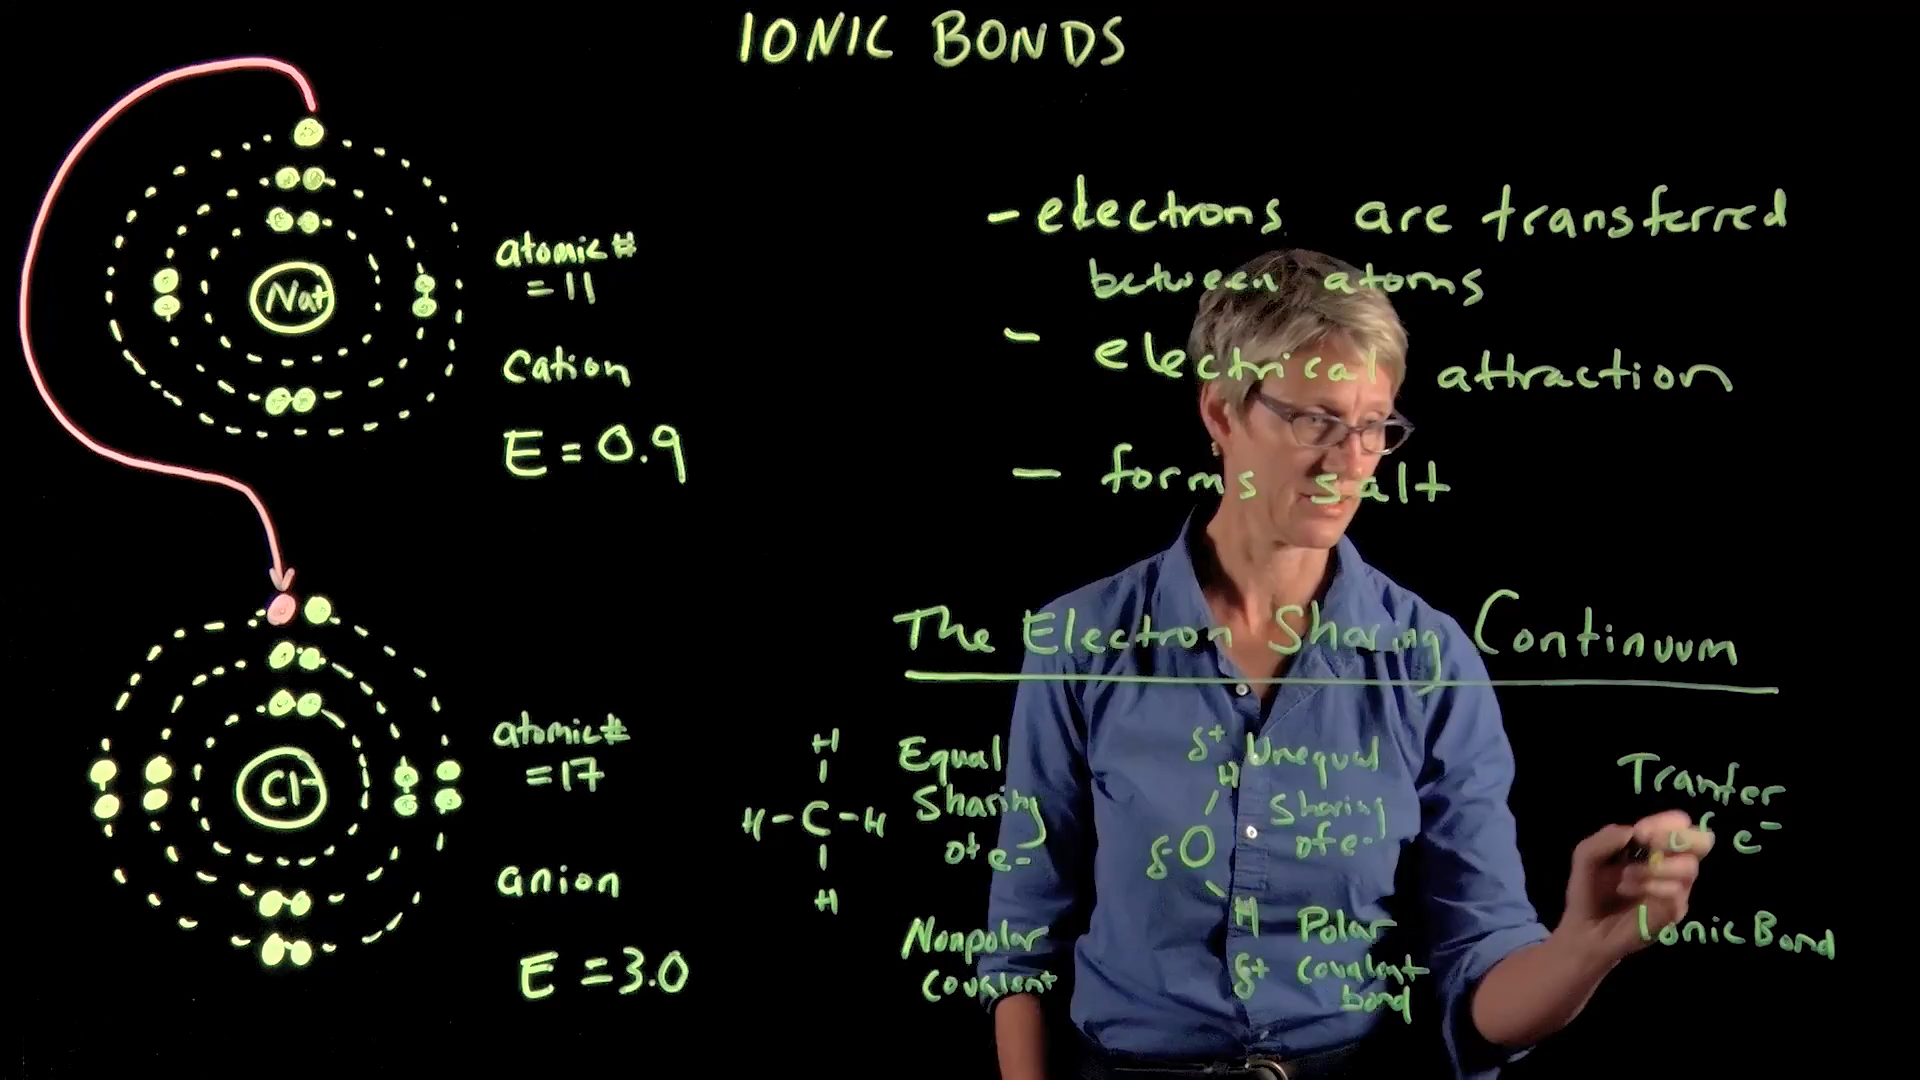 IONIC BONDS
Na+
atomic #
= 11
cation
E = 0.9
Cl-
atomic #
= 17
anion
E = 3.0
- electrons are transferred
between atoms
- electrical attraction
- forms salt
The Electron Sharing Continuum
H
H-C-H
H
Equal
Sharing
of e-
Nonpolar
Covalent
δ+
H
δ- O
H
δ+
Unequal
Sharing
of e-
Polar
Covalent
bond
Tranfer
of e-
Ionic Bond